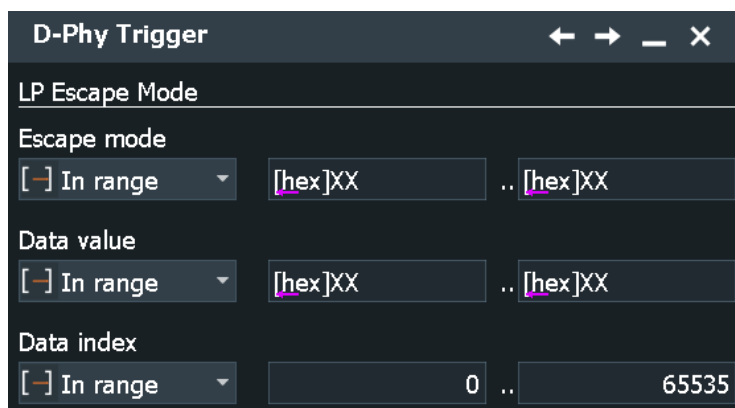 D-Phy Trigger
LP Escape Mode
Escape mode
In range [hex]XX .. [hex]XX
Data value
In range [hex]XX .. [hex]XX
Data index
In range 0 .. 65535